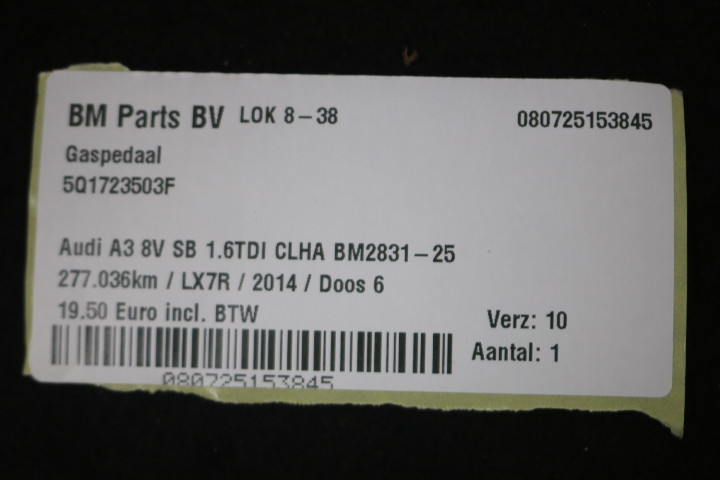 BM Parts BV LOK 8-38 080725153845
Gaspedaal
5Q1723503F
Audi A3 8V SB 1.6TDI CLHA BM2831-25
277.036km / LX7R / 2014 / Doos 6
19.50 Euro incl. BTW
Verz: 10
Aantal: 1
080725153845